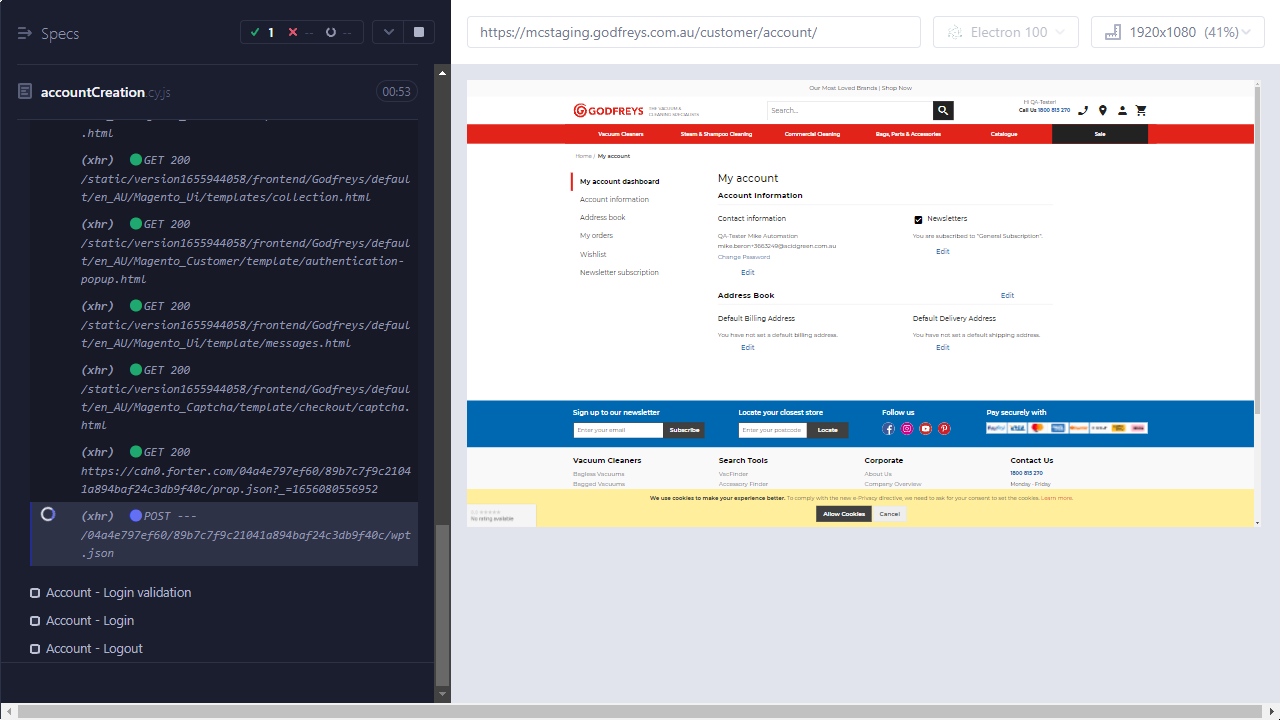 Specs
1
--
--
https://mcstaging.godfreys.com.au/customer/account/
Electron 100
1920x1080 (41%)
accountCreation.cy.js
00:53
.html
(xhr) GET 200
/static/version1655944058/frontend/Godfreys/defaul
t/en_AU/Magento_Ui/templates/collection.html
(xhr) GET 200
/static/version1655944058/frontend/Godfreys/defaul
t/en_AU/Magento_Customer/template/authentication-
popup.html
(xhr) GET 200
/static/version1655944058/frontend/Godfreys/defaul
t/en_AU/Magento_Ui/template/messages.html
(xhr) GET 200
/static/version1655944058/frontend/Godfreys/defaul
t/en_AU/Magento_Captcha/template/checkout/captcha.
html
(xhr) GET 200
https://cdn0.forter.com/04a4e797ef60/89b7c7f9c2104
1a894baf24c3db9f40c/prop.json?_=1656463656952
(xhr) POST ---
/04a4e797ef60/89b7c7f9c21041a894baf24c3db9f40c/wpt
.json
Account - Login validation
Account - Login
Account - Logout
Our Most Loved Brands | Shop Now
GODFREYS
THE VACUUM &
CLEANING SPECIALISTS
Search...
Hi QA-Tester!
Call Us 1800 813 270
Vacuum Cleaners
Steam & Shampoo Cleaning
Commercial Cleaning
Bags, Parts & Accessories
Catalogue
Sale
Home / My account
My account dashboard
Account information
Address book
My orders
Wishlist
Newsletter subscription
My account
Account Information
Contact information
QA-Tester Mike Automation
mike.beron+3663249@acidgreen.com.au
Change Password
Edit
Newsletters
You are subscribed to "General Subscription".
Edit
Address Book
Edit
Default Billing Address
You have not set a default billing address.
Edit
Default Delivery Address
You have not set a default shipping address.
Edit
Sign up to our newsletter
Enter your email
Subscribe
Locate your closest store
Enter your postcode
Locate
Follow us
Pay securely with
PayPal
VISA
Vacuum Cleaners
Bagless Vacuums
Bagged Vacuums
Search Tools
VacFinder
Accessory Finder
Corporate
About Us
Company Overview
Contact Us
1800 813 270
Monday - Friday
We use cookies to make your experience better. To comply with the new e-Privacy directive, we need to ask for your consent to set the cookies. Learn more.
Allow Cookies
Cancel
No rating available